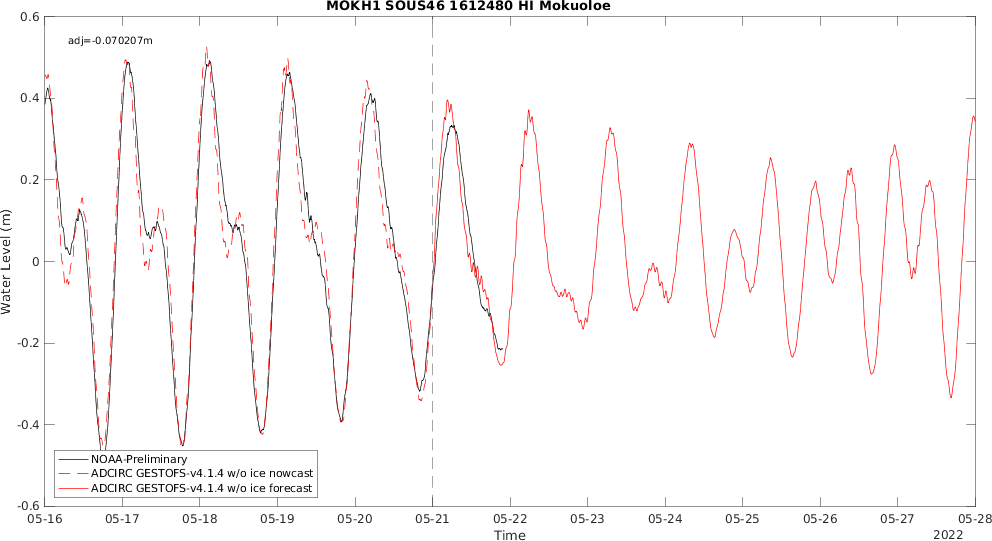 MOKH1 SOUS46 1612480 HI Mokuoloe
adj=-0.070207m
0.6
0.4
0.2
0
-0.2
-0.4
-0.6
Water Level (m)
NOAA-Preliminary
ADCIRC GESTOFS-v4.1.4 w/o ice nowcast
ADCIRC GESTOFS-v4.1.4 w/o ice forecast
05-16 05-17 05-18 05-19 05-20 05-21 05-22 05-23 05-24 05-25 05-26 05-27 05-28
Time
2022